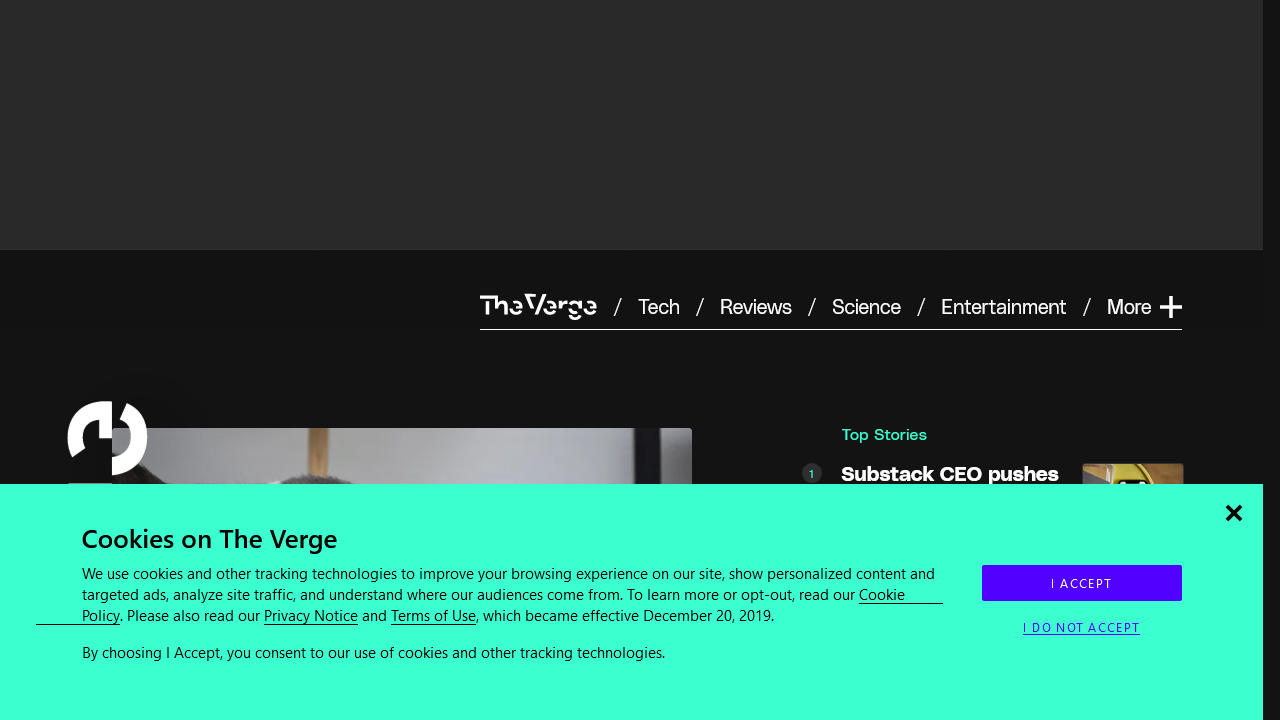 TheVerge / Tech / Reviews / Science / Entertainment / More
Top Stories
1
Substack CEO pushes
Cookies on The Verge
We use cookies and other tracking technologies to improve your browsing experience on our site, show personalized content and
targeted ads, analyze site traffic, and understand where our audiences come from. To learn more or opt-out, read our Cookie
Policy. Please also read our Privacy Notice and Terms of Use, which became effective December 20, 2019.
By choosing I Accept, you consent to our use of cookies and other tracking technologies.
I ACCEPT
I DO NOT ACCEPT